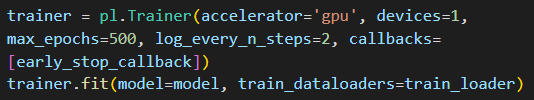 trainer = pl.Trainer(accelerator='gpu', devices=1,
max_epochs=500, log_every_n_steps=2, callbacks=
[early_stop_callback])
trainer.fit(model=model, train_dataloaders=train_loader)